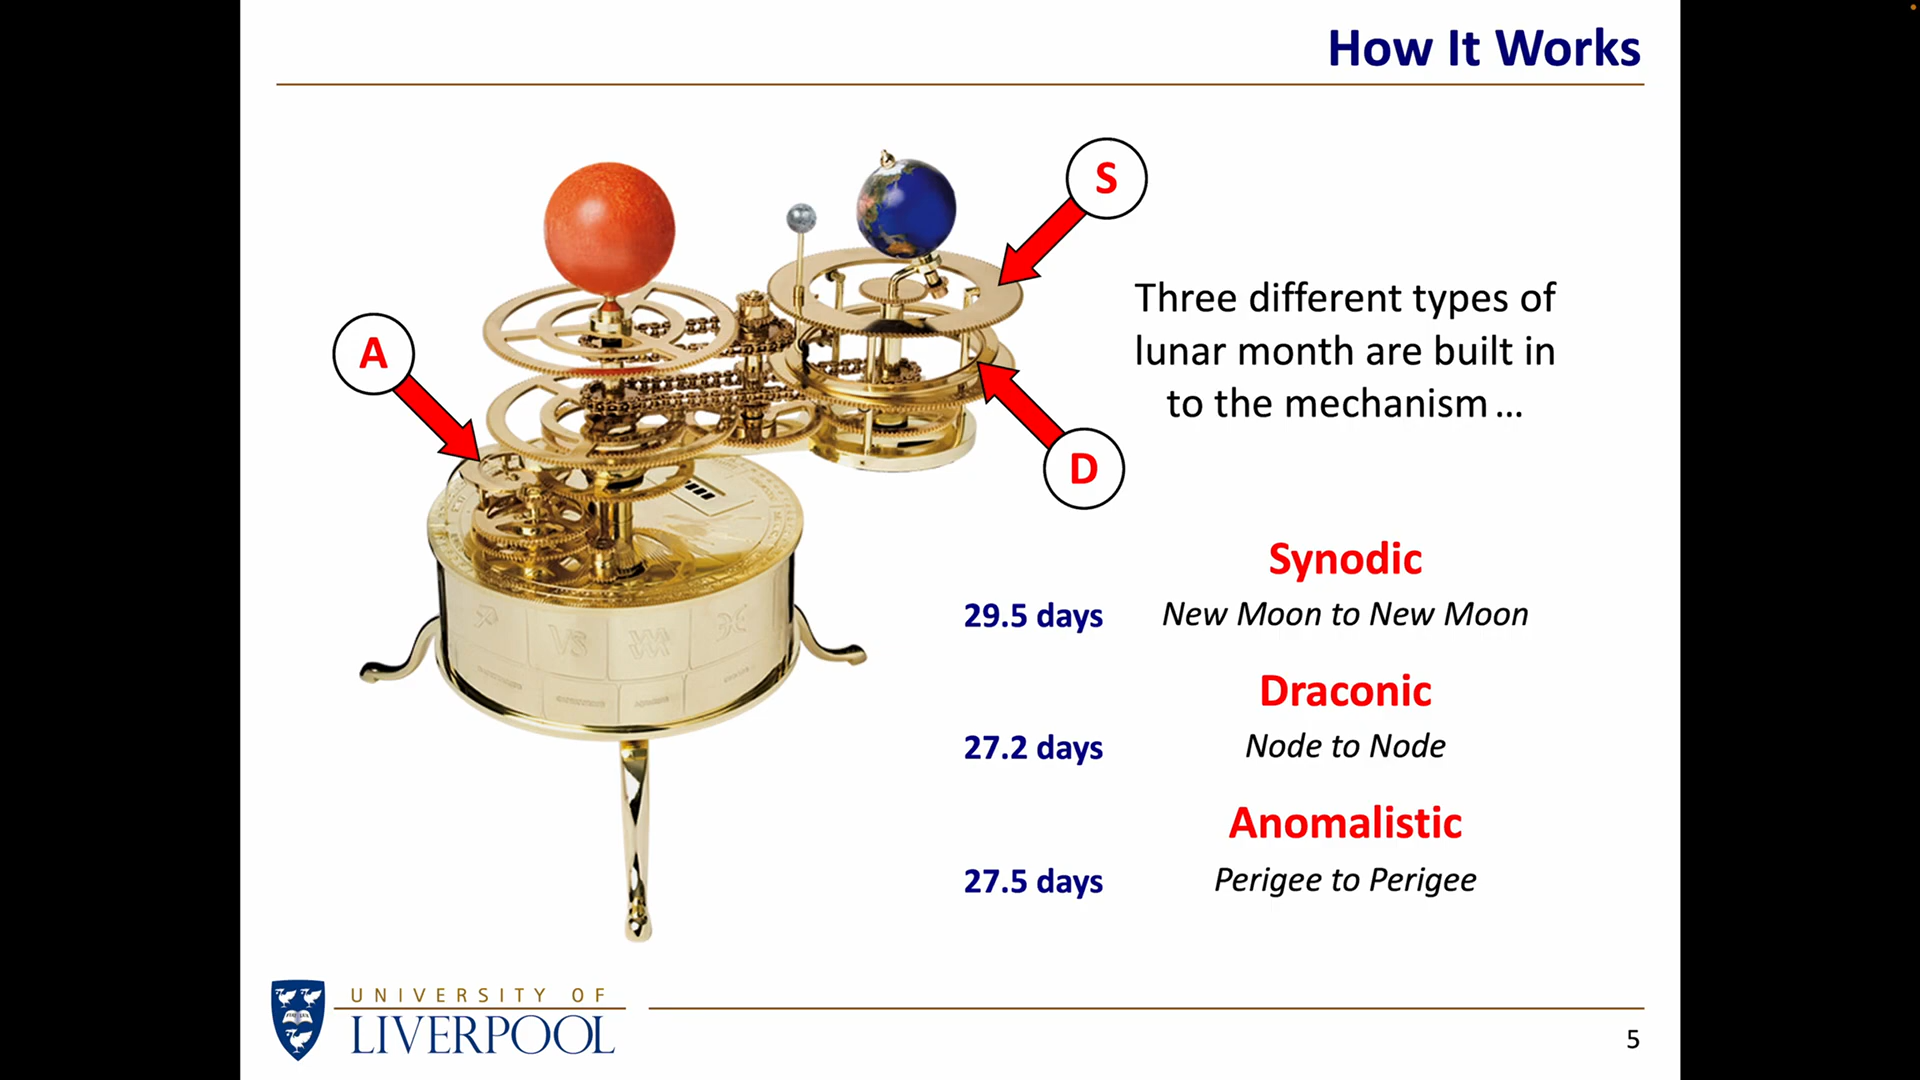 How It Works
S
A
Three different types of
lunar month are built in
to the mechanism ...
D
Synodic
29.5 days
New Moon to New Moon
Draconic
27.2 days
Node to Node
Anomalistic
27.5 days
Perigee to Perigee
UNIVERSITY OF
LIVERPOOL
5